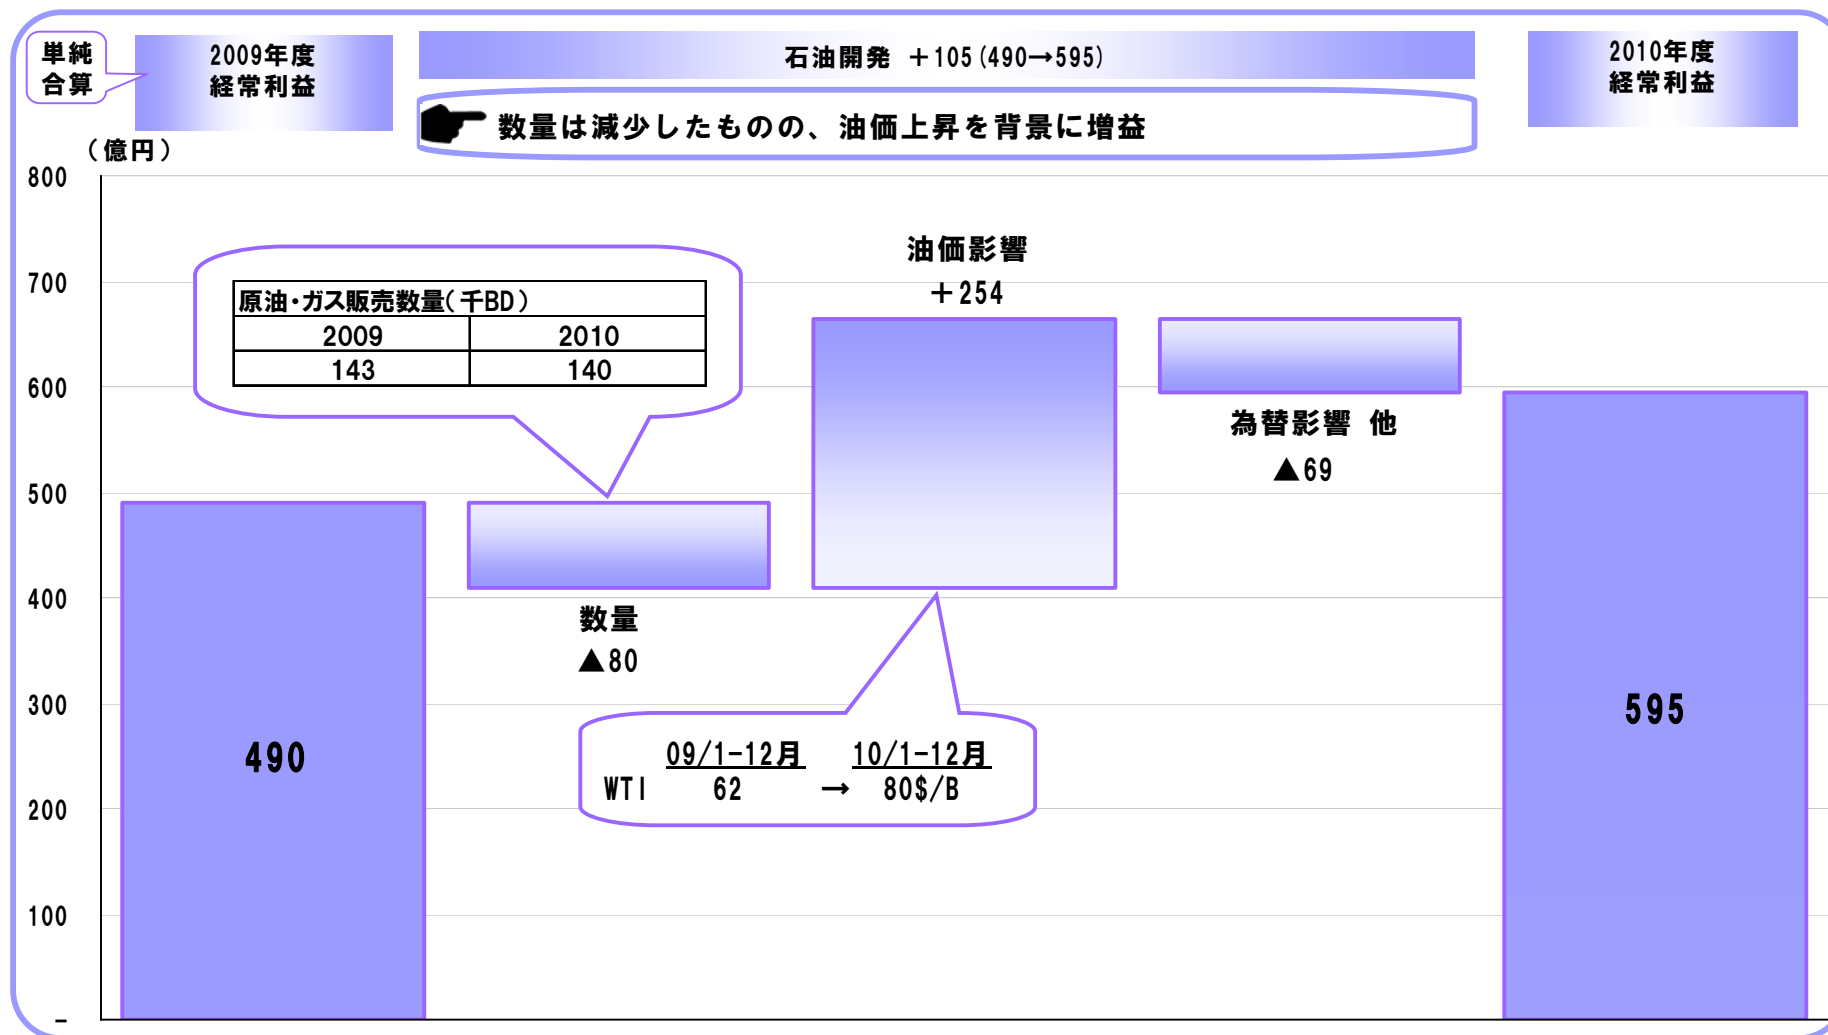 単純
合算
2009年度
経常利益
石油開発 ＋105(490→595)
2010年度
経常利益
数量は減少したものの、油価上昇を背景に増益
（億円）
800
700
600
500
400
300
200
100
–
原油・ガス販売数量(千BD)
2009 2010
143 140
油価影響
＋254
為替影響 他
▲69
数量
▲80
09/1-12月 10/1-12月
WTI 62 → 80$/B
490
595